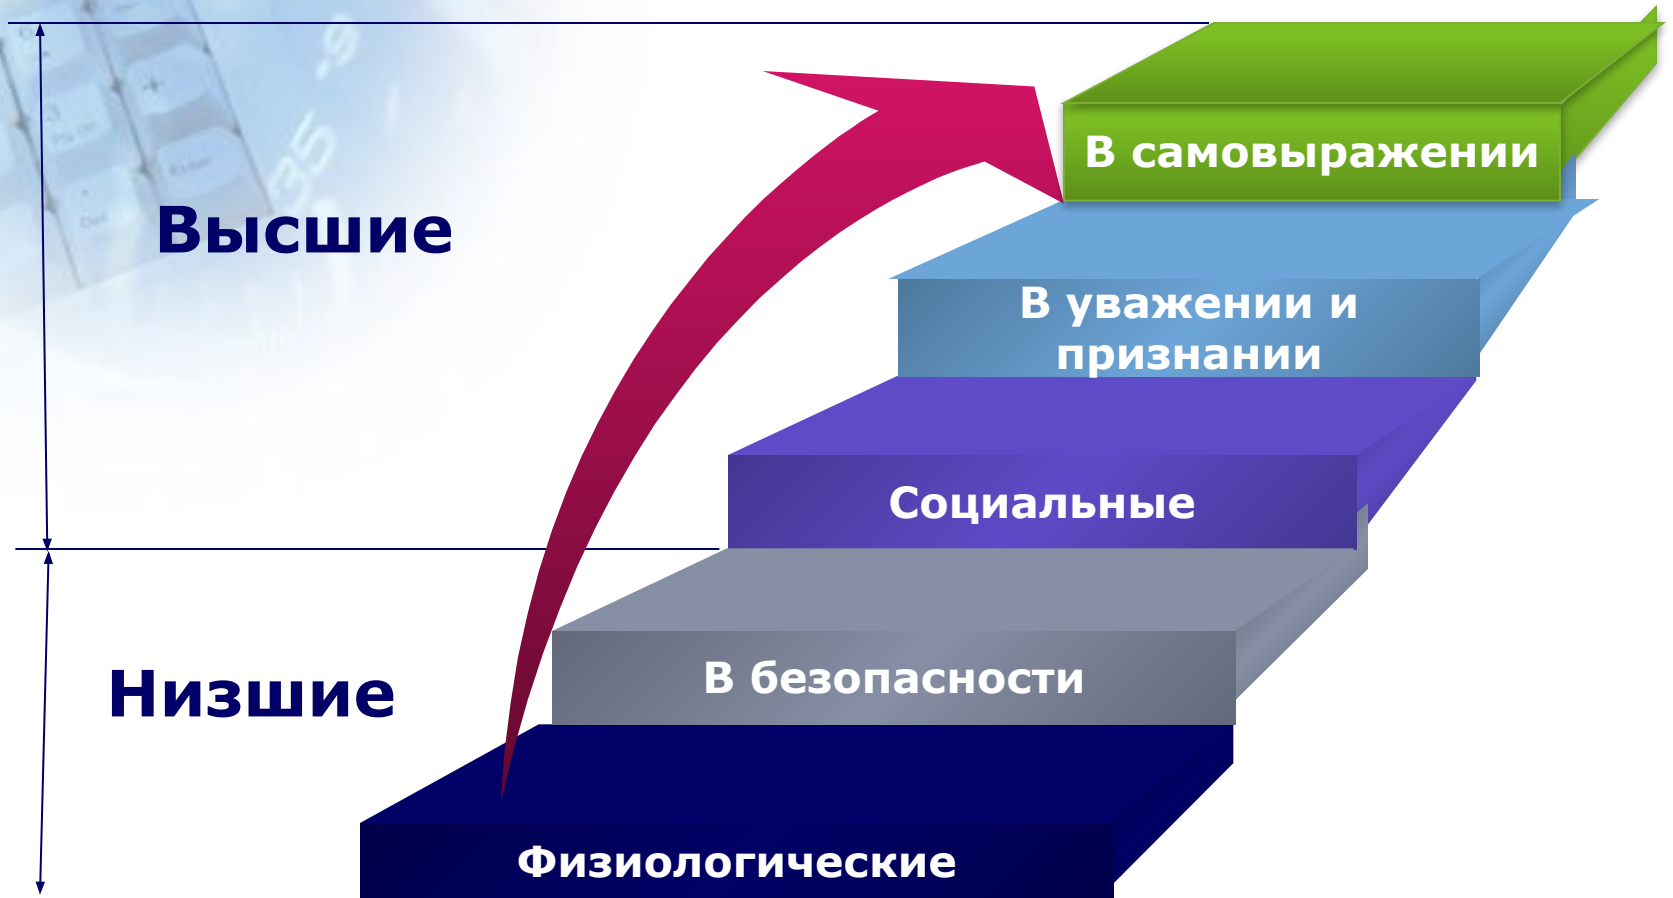 В самовыражении
Высшие
В уважении и
признании
Социальные
В безопасности
Низшие
Физиологические